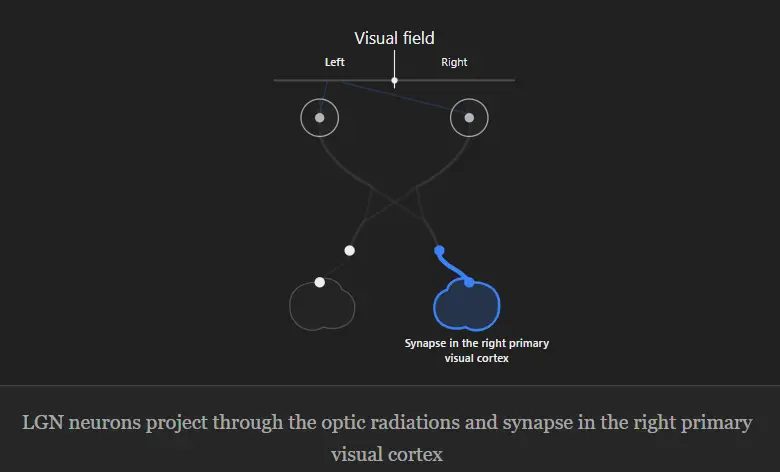 Visual field
Left
Right
Synapse in the right primary
visual cortex
LGN neurons project through the optic radiations and synapse in the right primary
visual cortex